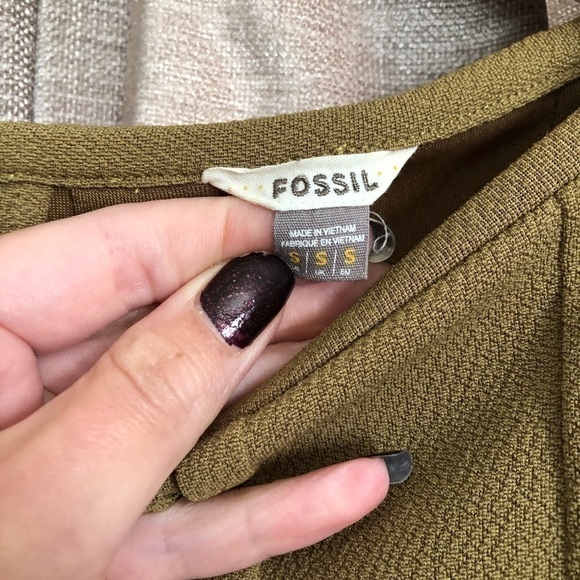 FOSSIL
MADE IN VIETNAM
FABRIQUÉ EN VIETNAM
S / S / S
UK / EU